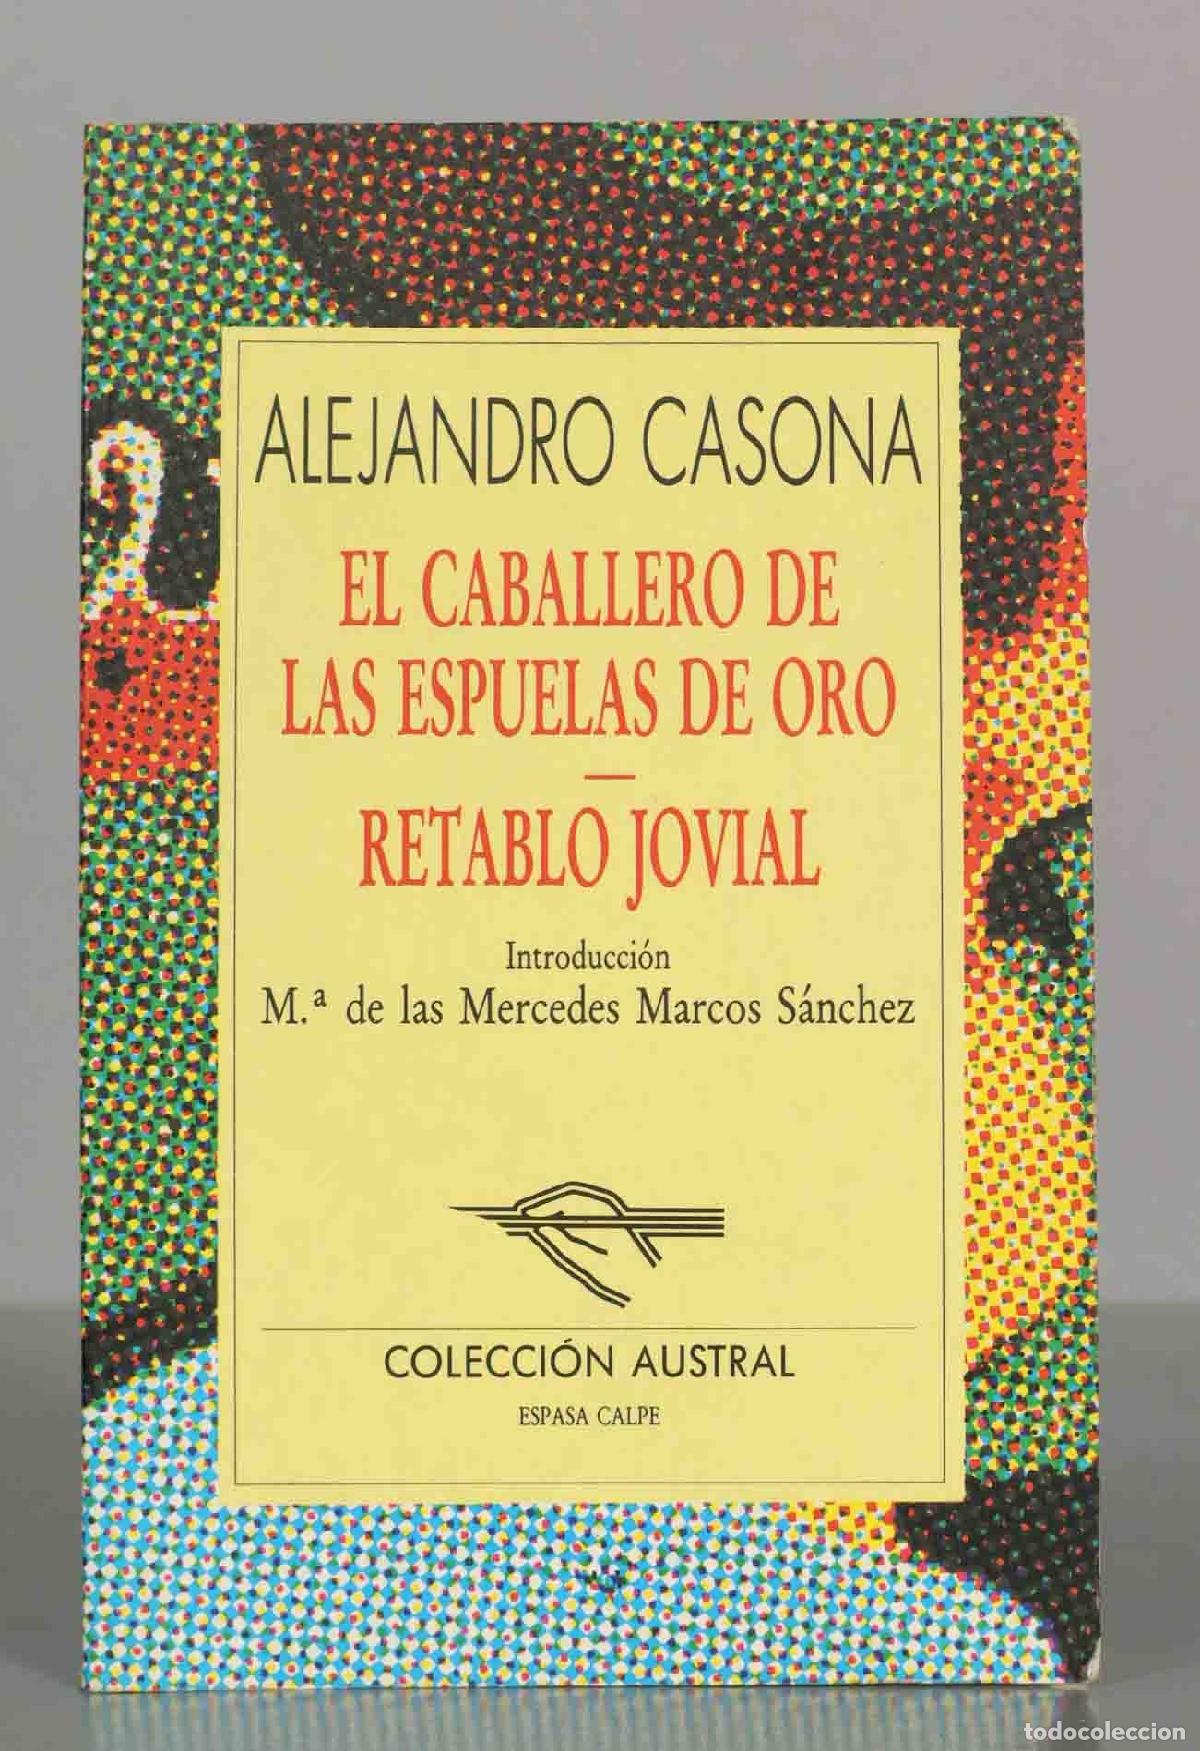 ALEJANDRO CASONA
EL CABALLERO DE
LAS ESPUELAS DE ORO
—
RETABLO JOVIAL
Introducción
M.ª de las Mercedes Marcos Sánchez
COLECCIÓN AUSTRAL
ESPASA CALPE
todocoleccion